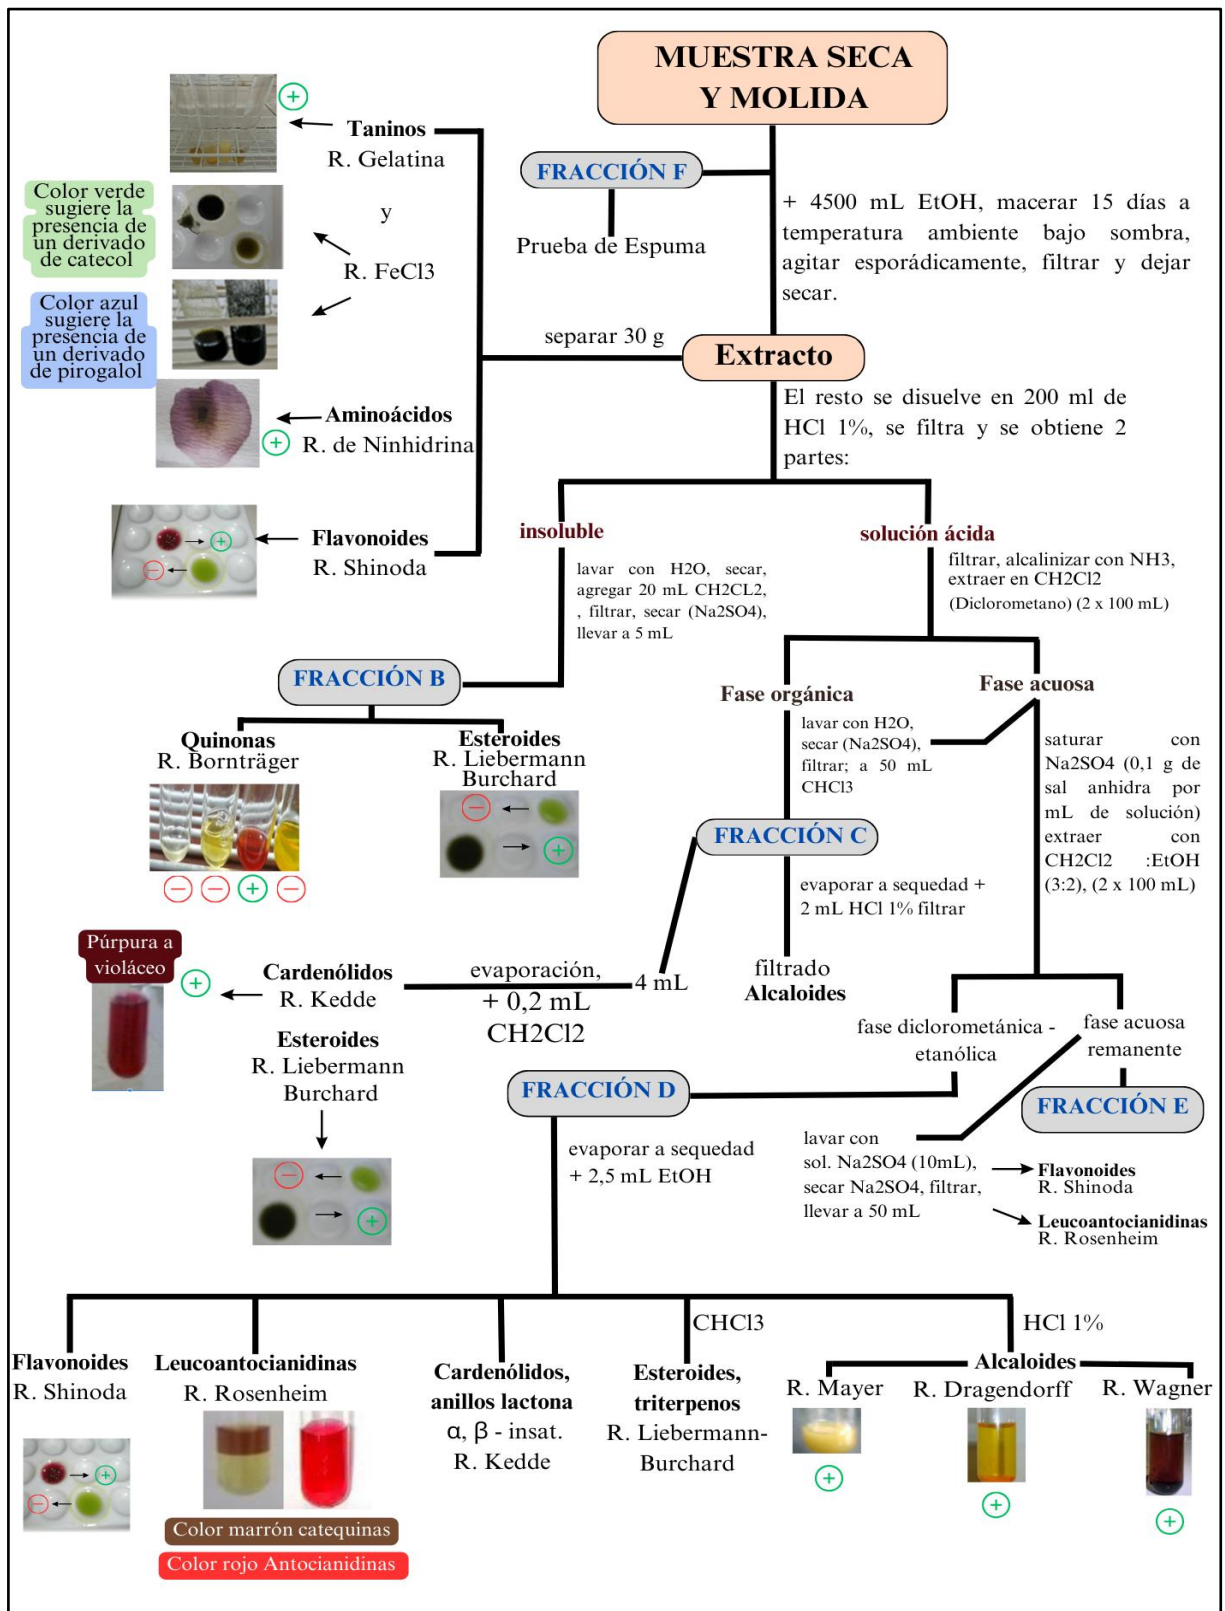 MUESTRA SECA
Y MOLIDA
FRACCIÓN F
Prueba de Espuma
+ 4500 mL EtOH, macerar 15 días a
temperatura ambiente bajo sombra,
agitar esporádicamente, filtrar y dejar
secar.
Taninos
R. Gelatina
y
R. FeCl3
Color verde
sugiere la
presencia de
un derivado
de catecol
Color azul
sugiere la
presencia de
un derivado
de pirogalol
separar 30 g
Extracto
Aminoácidos
R. de Ninhidrina
Flavonoides
R. Shinoda
El resto se disuelve en 200 ml de
HCl 1%, se filtra y se obtiene 2
partes:
insoluble
lavar con H2O, secar,
agregar 20 mL CH2CL2,
, filtrar, secar (Na2SO4),
llevar a 5 mL
solución ácida
filtrar, alcalinizar con NH3,
extraer en CH2Cl2
(Diclorometano) (2 x 100 mL)
FRACCIÓN B
Quinonas
R. Bornträger
Esteroides
R. Liebermann
Burchard
Fase orgánica
lavar con H2O,
secar (Na2SO4),
filtrar; a 50 mL
CHCl3
Fase acuosa
saturar con
Na2SO4 (0,1 g de
sal anhidra por
mL de solución)
extraer con
CH2Cl2 :EtOH
(3:2), (2 x 100 mL)
FRACCIÓN C
evaporar a sequedad +
2 mL HCl 1% filtrar
filtrado
Alcaloides
4 mL
evaporación,
+ 0,2 mL
CH2Cl2
Púrpura a
violáceo
Cardenólidos
R. Kedde
Esteroides
R. Liebermann
Burchard
fase diclorometánica -
etanólica
fase acuosa
remanente
FRACCIÓN D
FRACCIÓN E
evaporar a sequedad
+ 2,5 mL EtOH
lavar con
sol. Na2SO4 (10mL),
secar Na2SO4, filtrar,
llevar a 50 mL
Flavonoides
R. Shinoda
Leucoantocianidinas
R. Rosenheim
Flavonoides
R. Shinoda
Leucoantocianidinas
R. Rosenheim
Color marrón catequinas
Color rojo Antocianidinas
Cardenólidos,
anillos lactona
α, β - insat.
R. Kedde
CHCl3
Esteroides,
triterpenos
R. Liebermann-
Burchard
HCl 1%
Alcaloides
R. Mayer
R. Dragendorff
R. Wagner